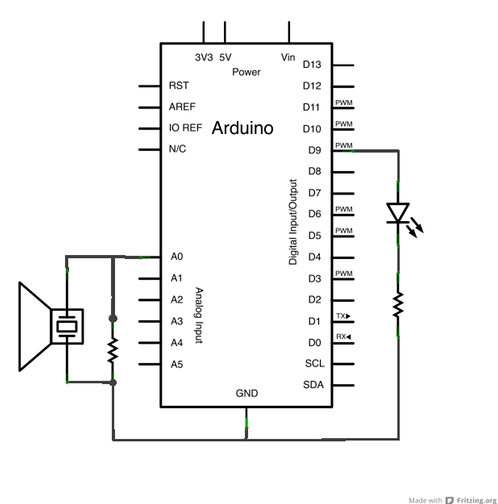 3V3 5V Vin
Power
RST
AREF
IO REF
N/C
Arduino
D13
D12
PWM
D11
PWM
D10
PWM
D9
D8
D7
PWM
D6
PWM
D5
D4
PWM
D3
D2
TX▶
D1
RX◀
D0
SCL
SDA
Digital Input/Output
A0
A1
A2
A3
A4
A5
Analog Input
GND
Made with Fritzing.org